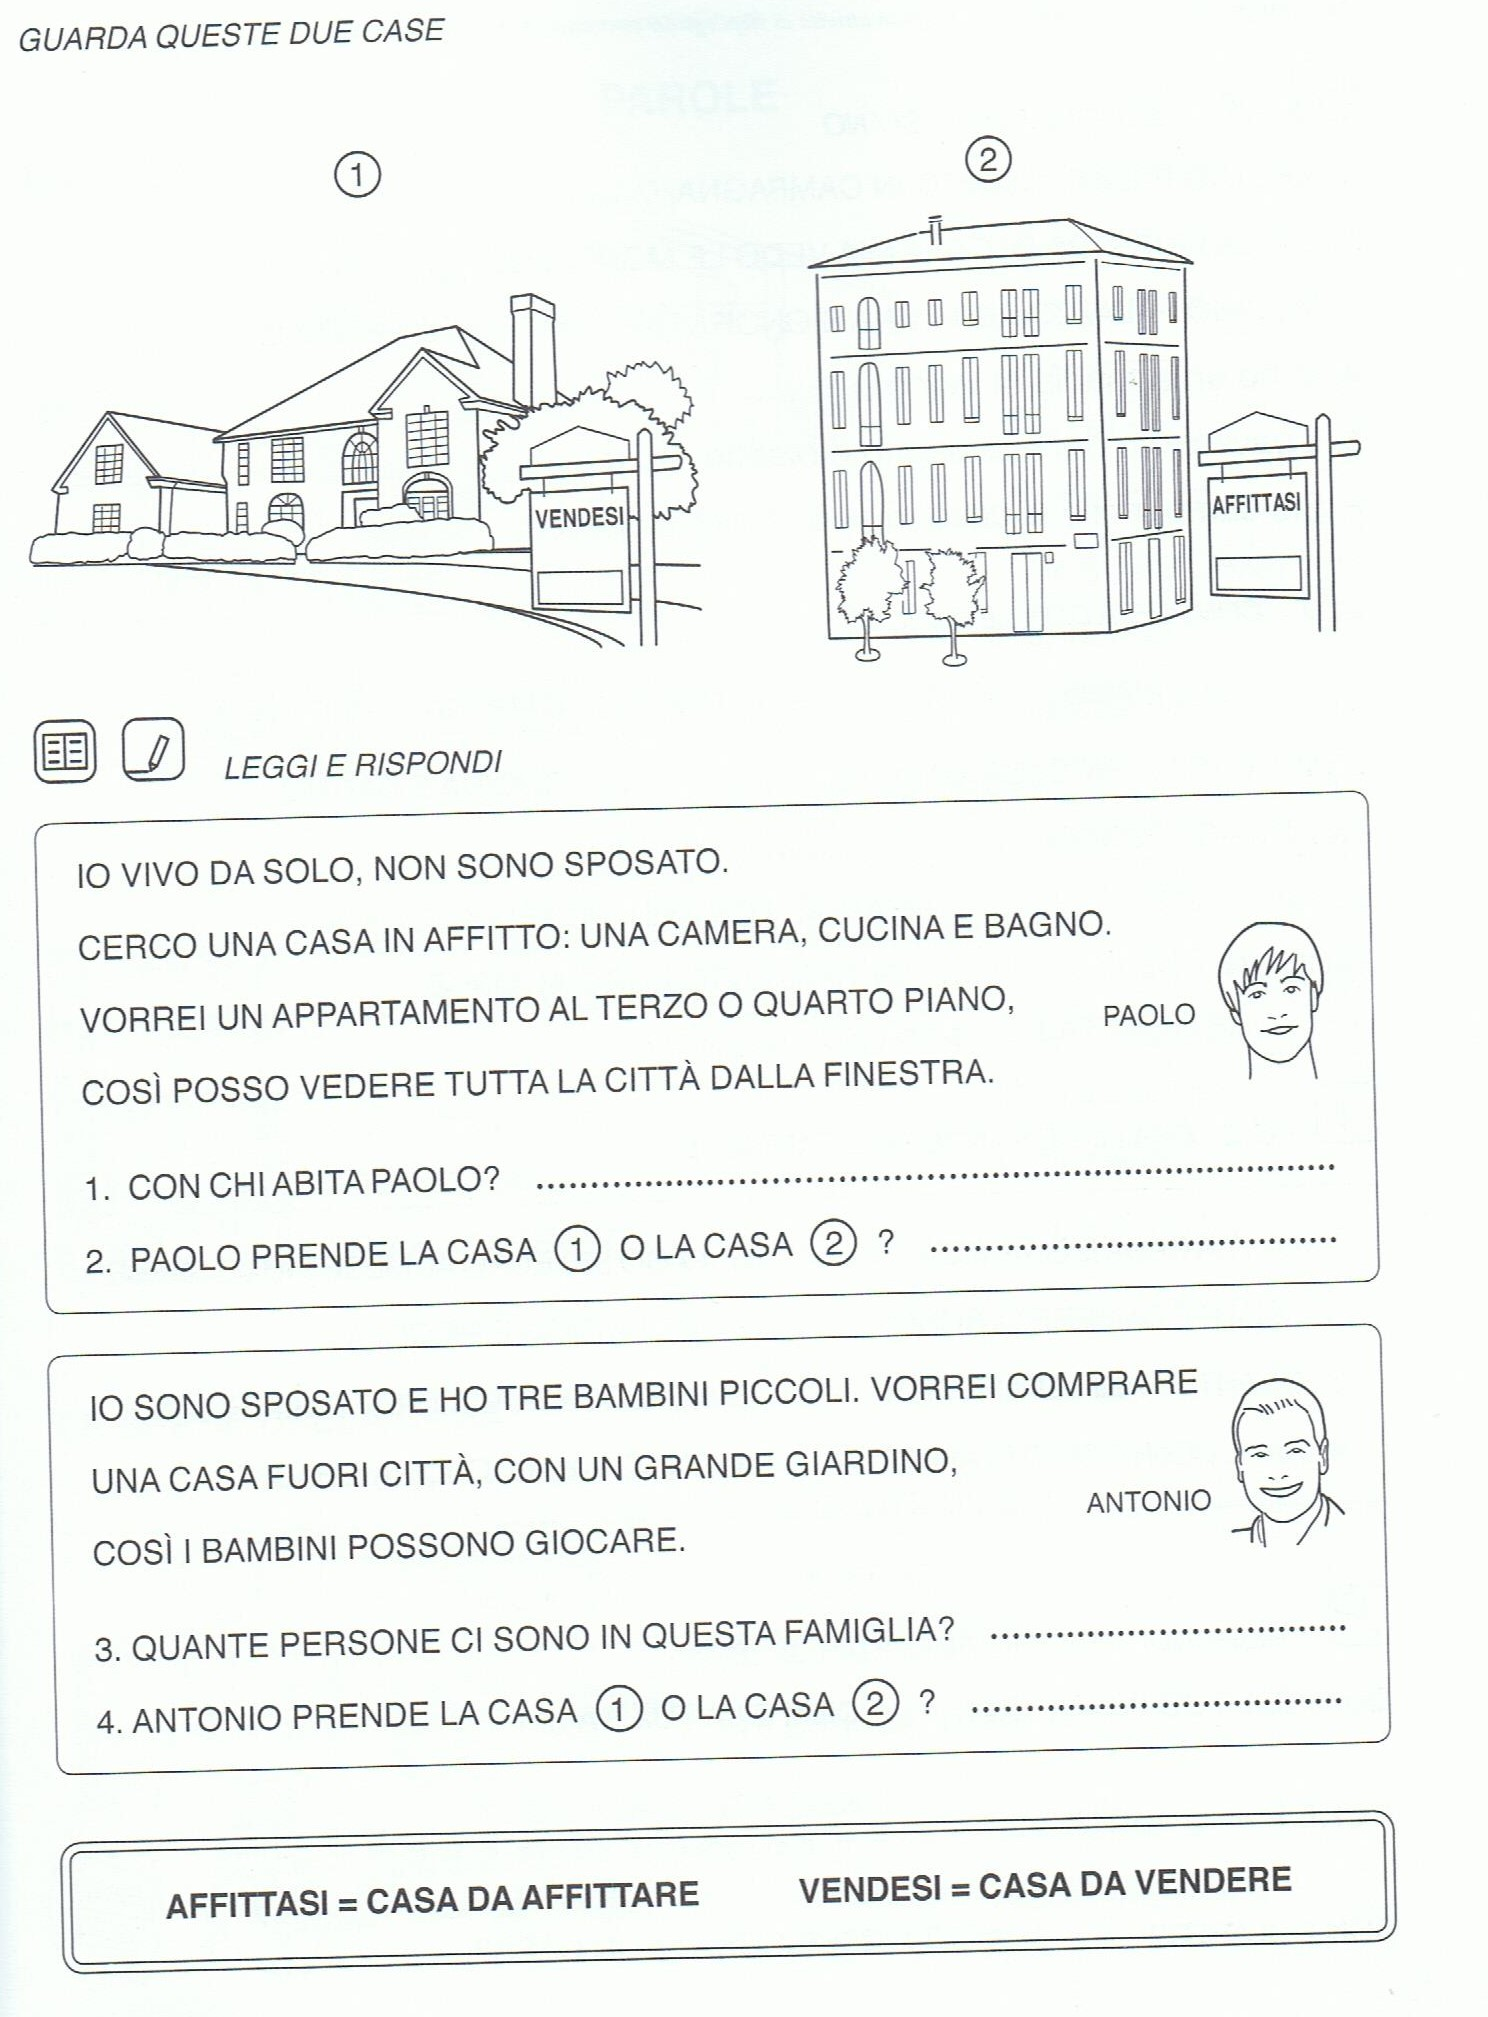 GUARDA QUESTE DUE CASE
1
2
VENDESI
AFFITTASI
LEGGI E RISPONDI
IO VIVO DA SOLO, NON SONO SPOSATO.
CERCO UNA CASA IN AFFITTO: UNA CAMERA, CUCINA E BAGNO.
VORREI UN APPARTAMENTO AL TERZO O QUARTO PIANO,
COSÌ POSSO VEDERE TUTTA LA CITTÀ DALLA FINESTRA.
PAOLO
1. CON CHI ABITA PAOLO? ................................................
2. PAOLO PRENDE LA CASA 1 O LA CASA 2 ? ................................
IO SONO SPOSATO E HO TRE BAMBINI PICCOLI. VORREI COMPRARE
UNA CASA FUORI CITTÀ, CON UN GRANDE GIARDINO,
COSÌ I BAMBINI POSSONO GIOCARE.
ANTONIO
3. QUANTE PERSONE CI SONO IN QUESTA FAMIGLIA? ................................
4. ANTONIO PRENDE LA CASA 1 O LA CASA 2 ? ................................
AFFITTASI = CASA DA AFFITTARE VENDESI = CASA DA VENDERE